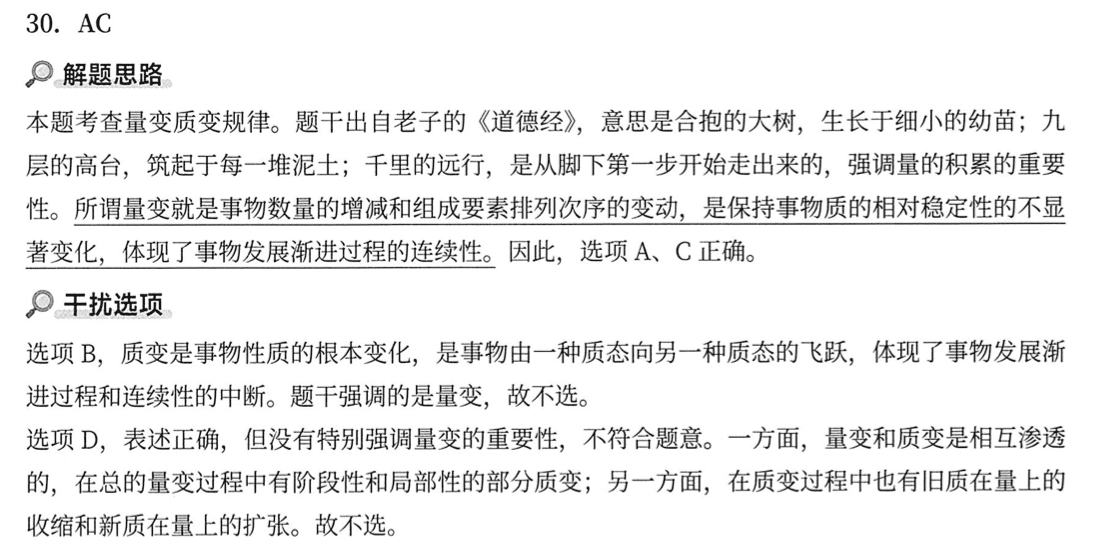 30. AC
解题思路
本题考查量变质变规律。题干出自老子的《道德经》，意思是合抱的大树，生长于细小的幼苗；九
层的高台，筑起于每一堆泥土；千里的远行，是从脚下第一步开始走出来的，强调量的积累的重要
性。所谓量变就是事物数量的增减和组成要素排列次序的变动，是保持事物质的相对稳定性的不显
著变化，体现了事物发展渐进过程的连续性。因此，选项 A、C 正确。
干扰选项
选项 B，质变是事物性质的根本变化，是事物由一种质态向另一种质态的飞跃，体现了事物发展渐
进过程和连续性的中断。题干强调的是量变，故不选。
选项 D，表述正确，但没有特别强调量变的重要性，不符合题意。一方面，量变和质变是相互渗透
的，在总的量变过程中有阶段性和局部性的部分质变；另一方面，在质变过程中也有旧质在量上的
收缩和新质在量上的扩张。故不选。